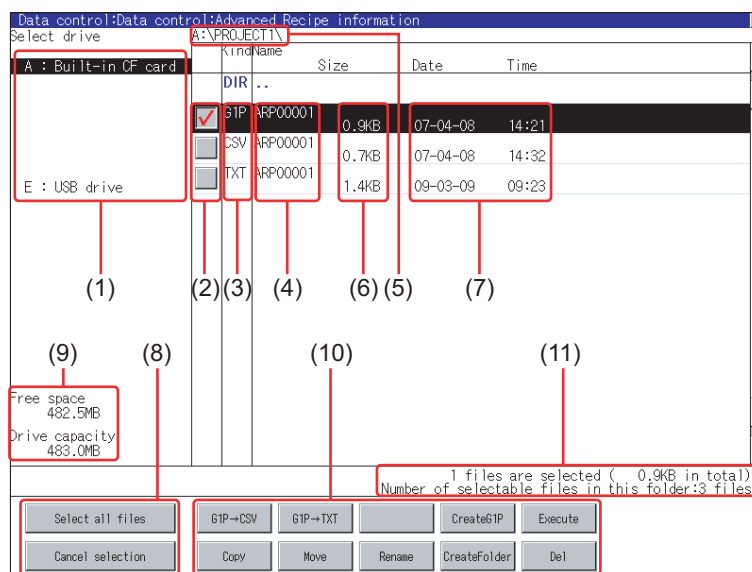 Data control:Data control:Advanced Recipe information
Select drive
A:\PROJECT1\
Kind Name Size Date Time
A : Built-in CF card
DIR ..
G1P ARP00001 0.9KB 07-04-08 14:21
CSV ARP00001 0.7KB 07-04-08 14:32
TXT ARP00001 1.4KB 09-03-09 09:23
E : USB drive
(1) (2) (3) (4) (6) (5) (7)
(9) (8) (10) (11)
Free space
482.5MB
Drive capacity
483.0MB
1 files are selected ( 0.9KB in total)
Number of selectable files in this folder:3 files
Select all files G1P→CSV G1P→TXT CreateG1P Execute
Cancel selection Copy Move Rename CreateFolder Del